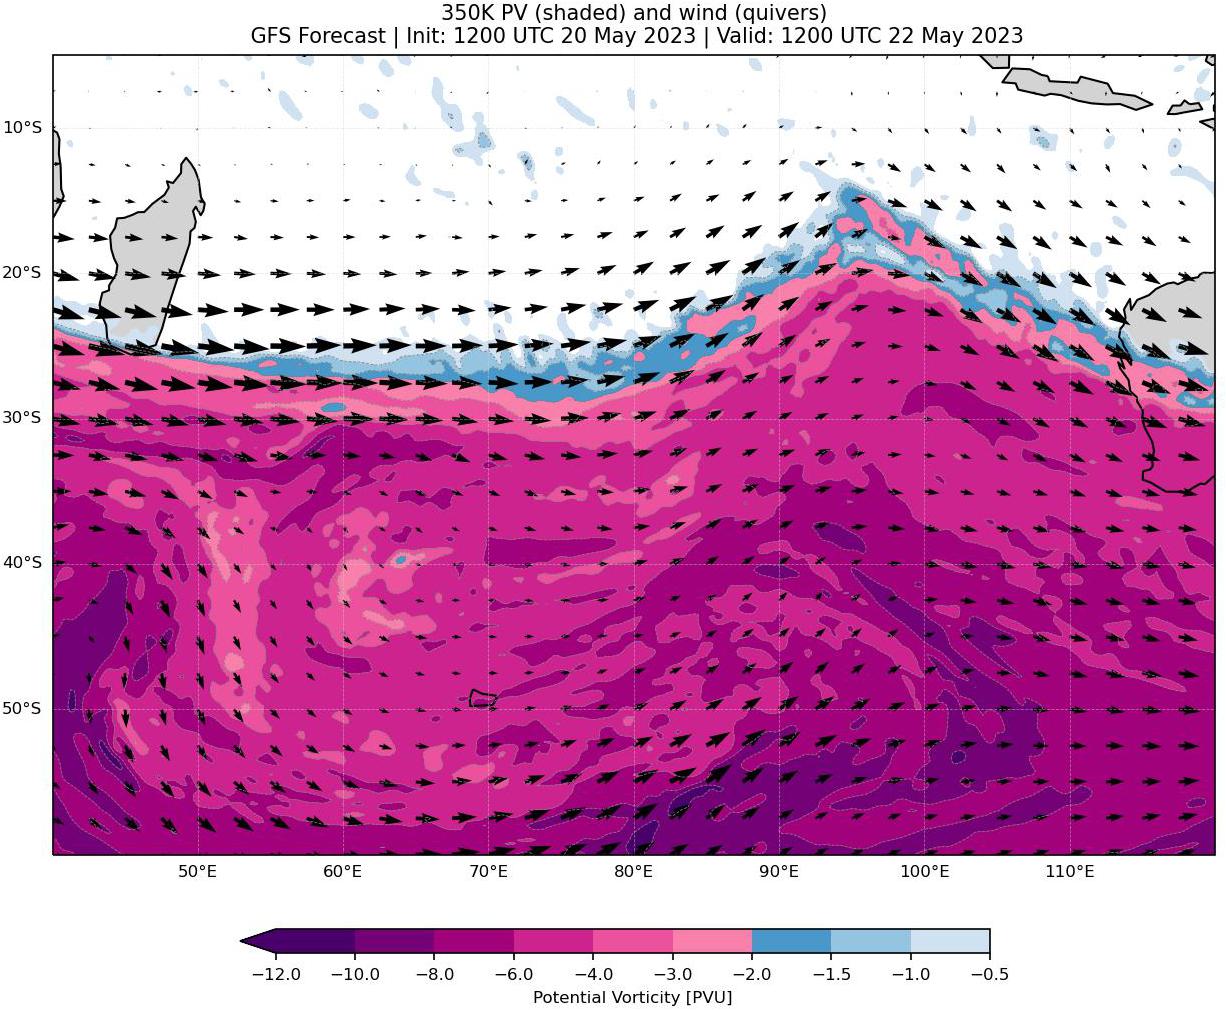 350K PV (shaded) and wind (quivers)
GFS Forecast | Init: 1200 UTC 20 May 2023 | Valid: 1200 UTC 22 May 2023
10°S
20°S
30°S
40°S
50°S
50°E 60°E 70°E 80°E 90°E 100°E 110°E
−12.0 −10.0 −8.0 −6.0 −4.0 −3.0 −2.0 −1.5 −1.0 −0.5
Potential Vorticity [PVU]